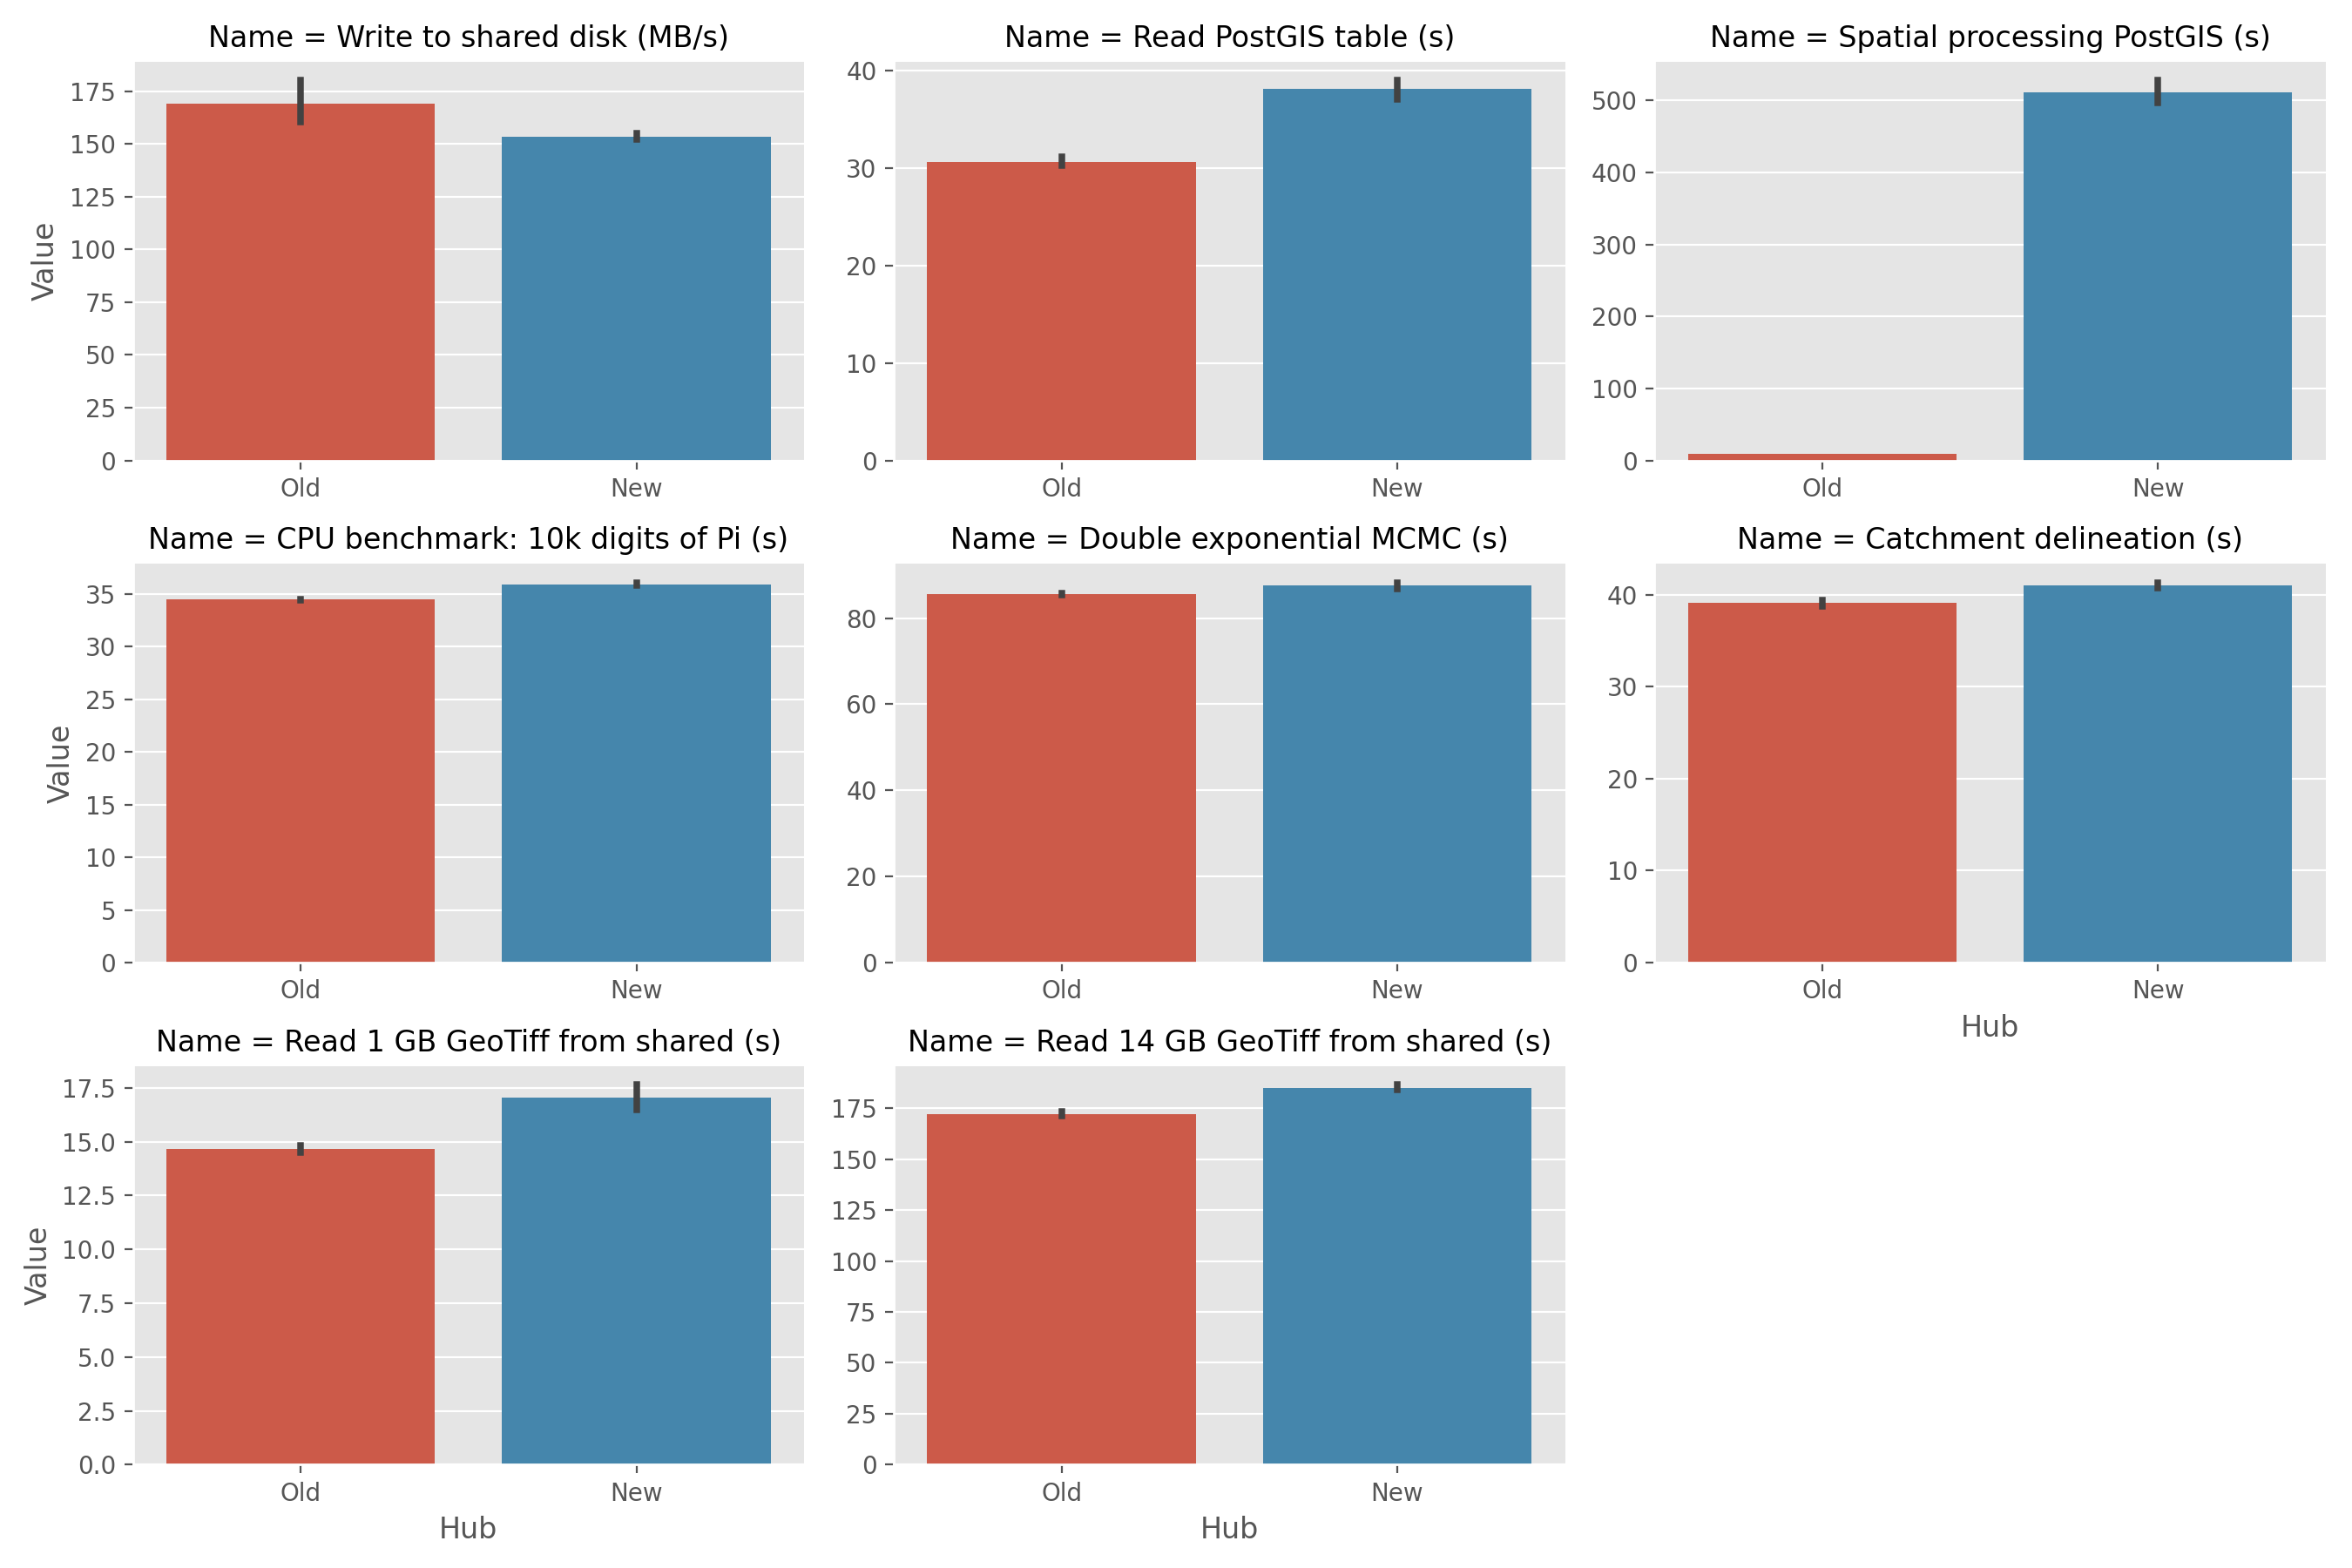 Name = Write to shared disk (MB/s)
Value
175
150
125
100
75
50
25
0
Old New
Name = Read PostGIS table (s)
40
30
20
10
0
Old New
Name = Spatial processing PostGIS (s)
500
400
300
200
100
0
Old New
Name = CPU benchmark: 10k digits of Pi (s)
Value
35
30
25
20
15
10
5
0
Old New
Name = Double exponential MCMC (s)
80
60
40
20
0
Old New
Name = Catchment delineation (s)
40
30
20
10
0
Old New
Hub
Name = Read 1 GB GeoTiff from shared (s)
Value
17.5
15.0
12.5
10.0
7.5
5.0
2.5
0.0
Old New
Hub
Name = Read 14 GB GeoTiff from shared (s)
175
150
125
100
75
50
25
0
Old New
Hub